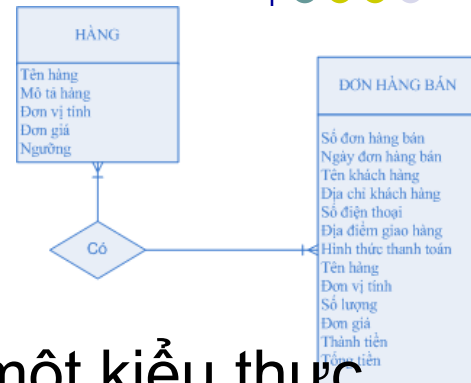 HÀNG
Tên hàng
Mô tả hàng
Đơn vị tính
Đơn giá
Ngưỡng
Có
ĐƠN HÀNG BÁN
Số đơn hàng bán
Ngày đơn hàng bán
Tên khách hàng
Địa chỉ khách hàng
Số điện thoại
Địa điểm giao hàng
Hình thức thanh toán
Tên hàng
Đơn vị tính
Số lượng
Đơn giá
Thành tiền
Tổng tiền
một kiểu thực